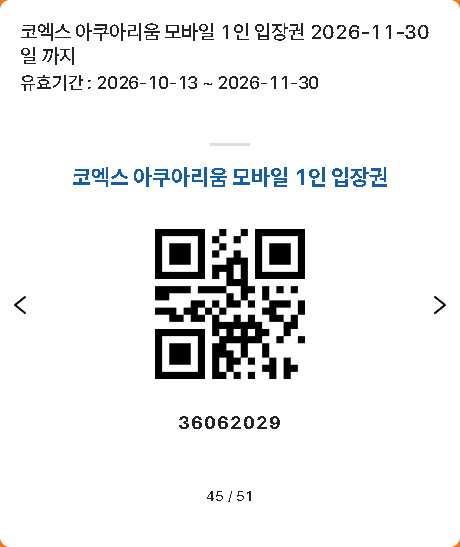 코엑스 아쿠아리움 모바일 1인 입장권 2026-11-30
일 까지
유효기간 : 2026-10-13 ~ 2026-11-30
코엑스 아쿠아리움 모바일 1인 입장권
36062029
45 / 51